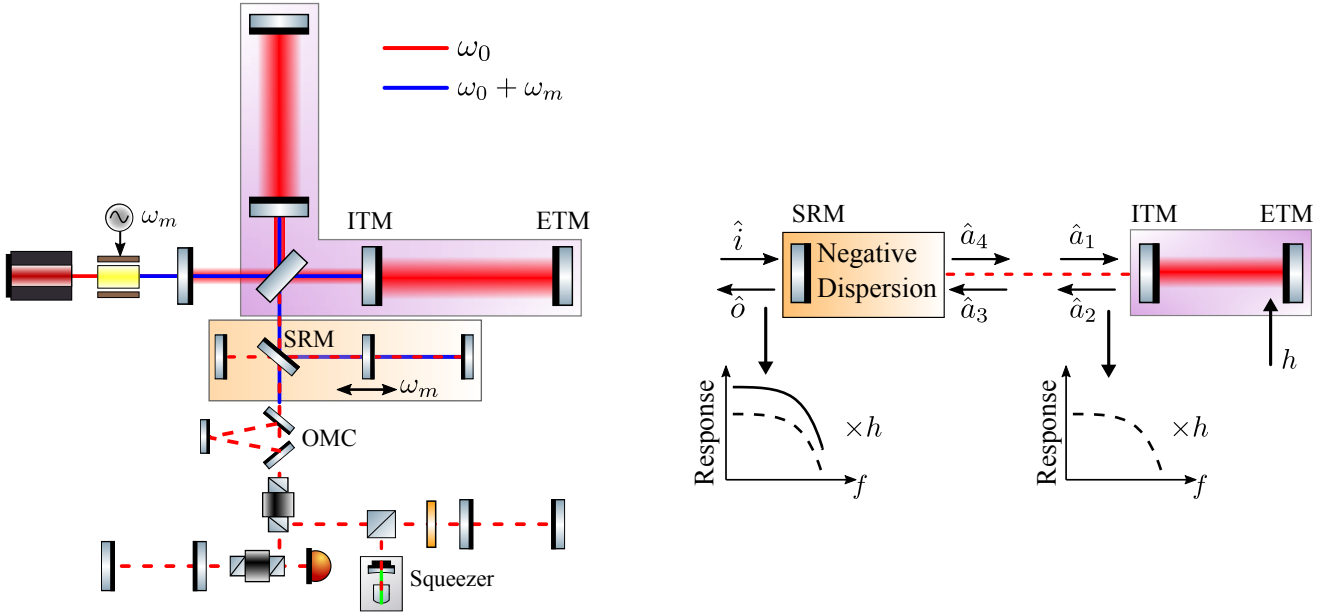 ω₀
ω₀ + ωₘ
ωₘ
ITM
ETM
SRM
ωₘ
OMC
Squeezer
SRM
î
ô
Negative
Dispersion
â₄
â₃
â₁
â₂
ITM
ETM
h
Response
×h
f
Response
×h
f